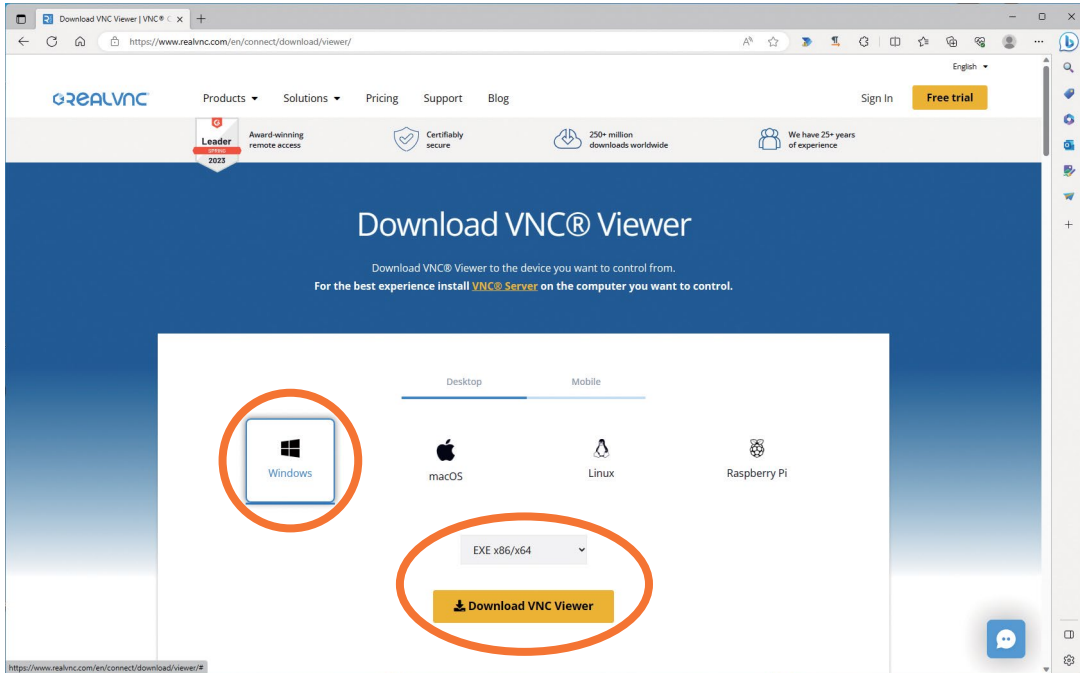 Download VNC Viewer | VNC®
https://www.realvnc.com/en/connect/download/viewer/
English
REALVNC
Products
Solutions
Pricing
Support
Blog
Sign In
Free trial
Leader
SPRING
2023
Award-winning
remote access
Certifiably
secure
250+ million
downloads worldwide
We have 25+ years
of experience
Download VNC® Viewer
Download VNC® Viewer to the device you want to control from.
For the best experience install VNC® Server on the computer you want to control.
Desktop
Mobile
Windows
macOS
Linux
Raspberry Pi
EXE x86/x64
Download VNC Viewer
https://www.realvnc.com/en/connect/download/viewer/#